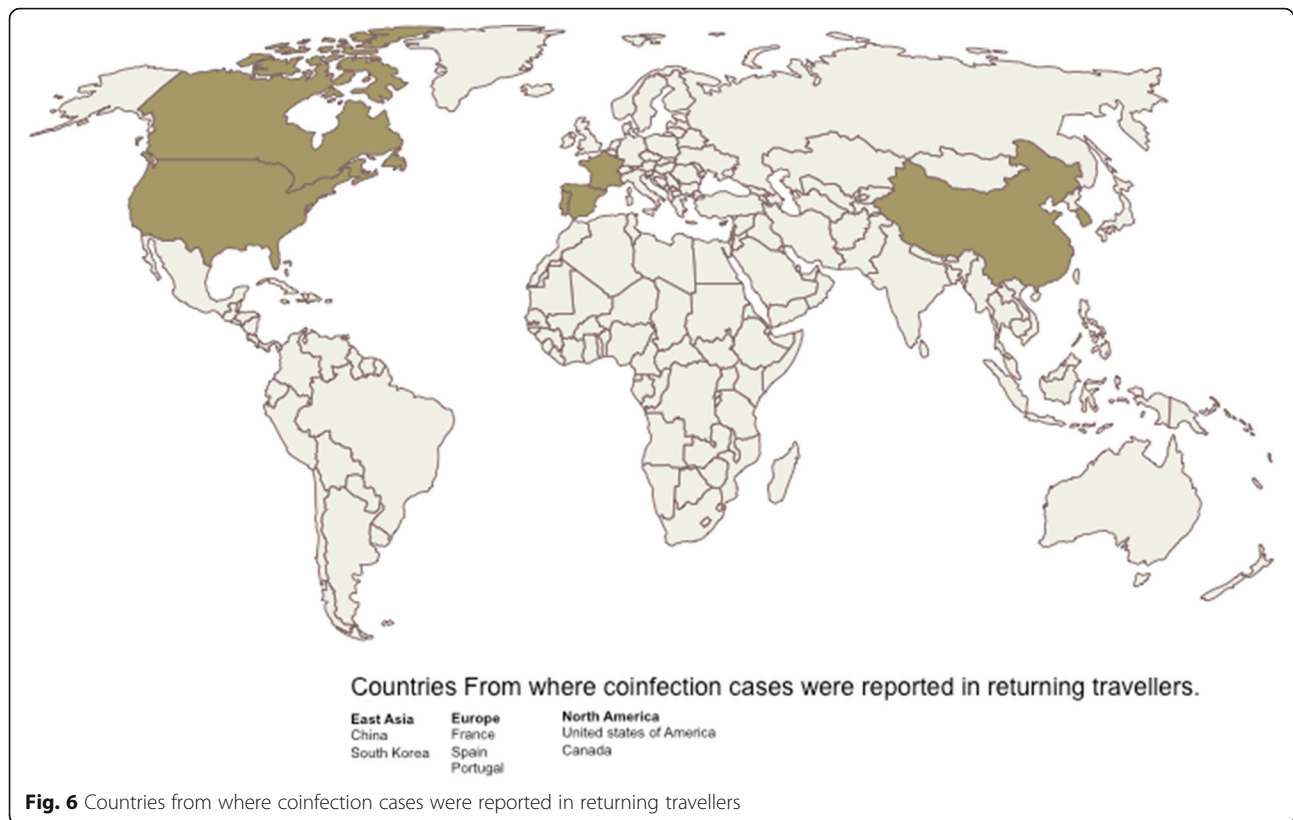 Countries From where coinfection cases were reported in returning travellers.
East Asia
China
South Korea
Europe
France
Spain
Portugal
North America
United states of America
Canada
Fig. 6 Countries from where coinfection cases were reported in returning travellers